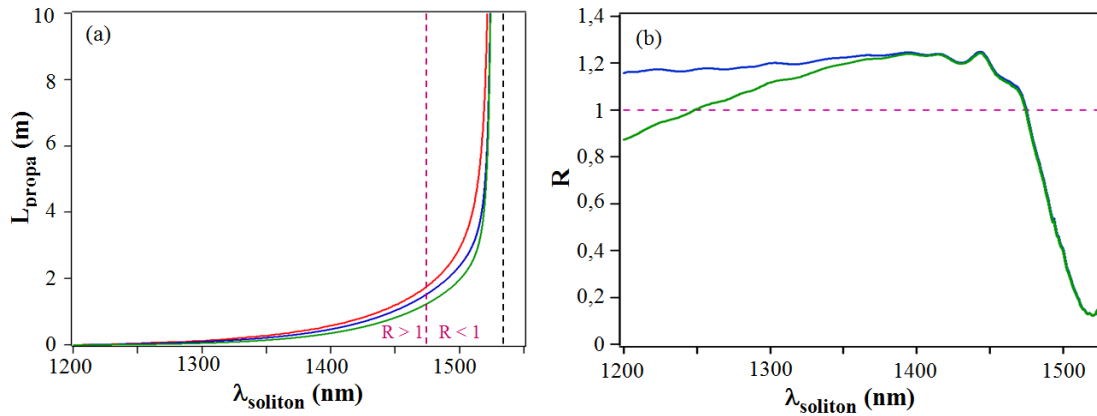 (a)
10
8
6
4
2
0
L_propa (m)
R > 1 R < 1
1200 1300 1400 1500
λ_soliton (nm)
(b)
1,4
1,2
1
0,8
0,6
0,4
0,2
0
R
1200 1300 1400 1500
λ_soliton (nm)